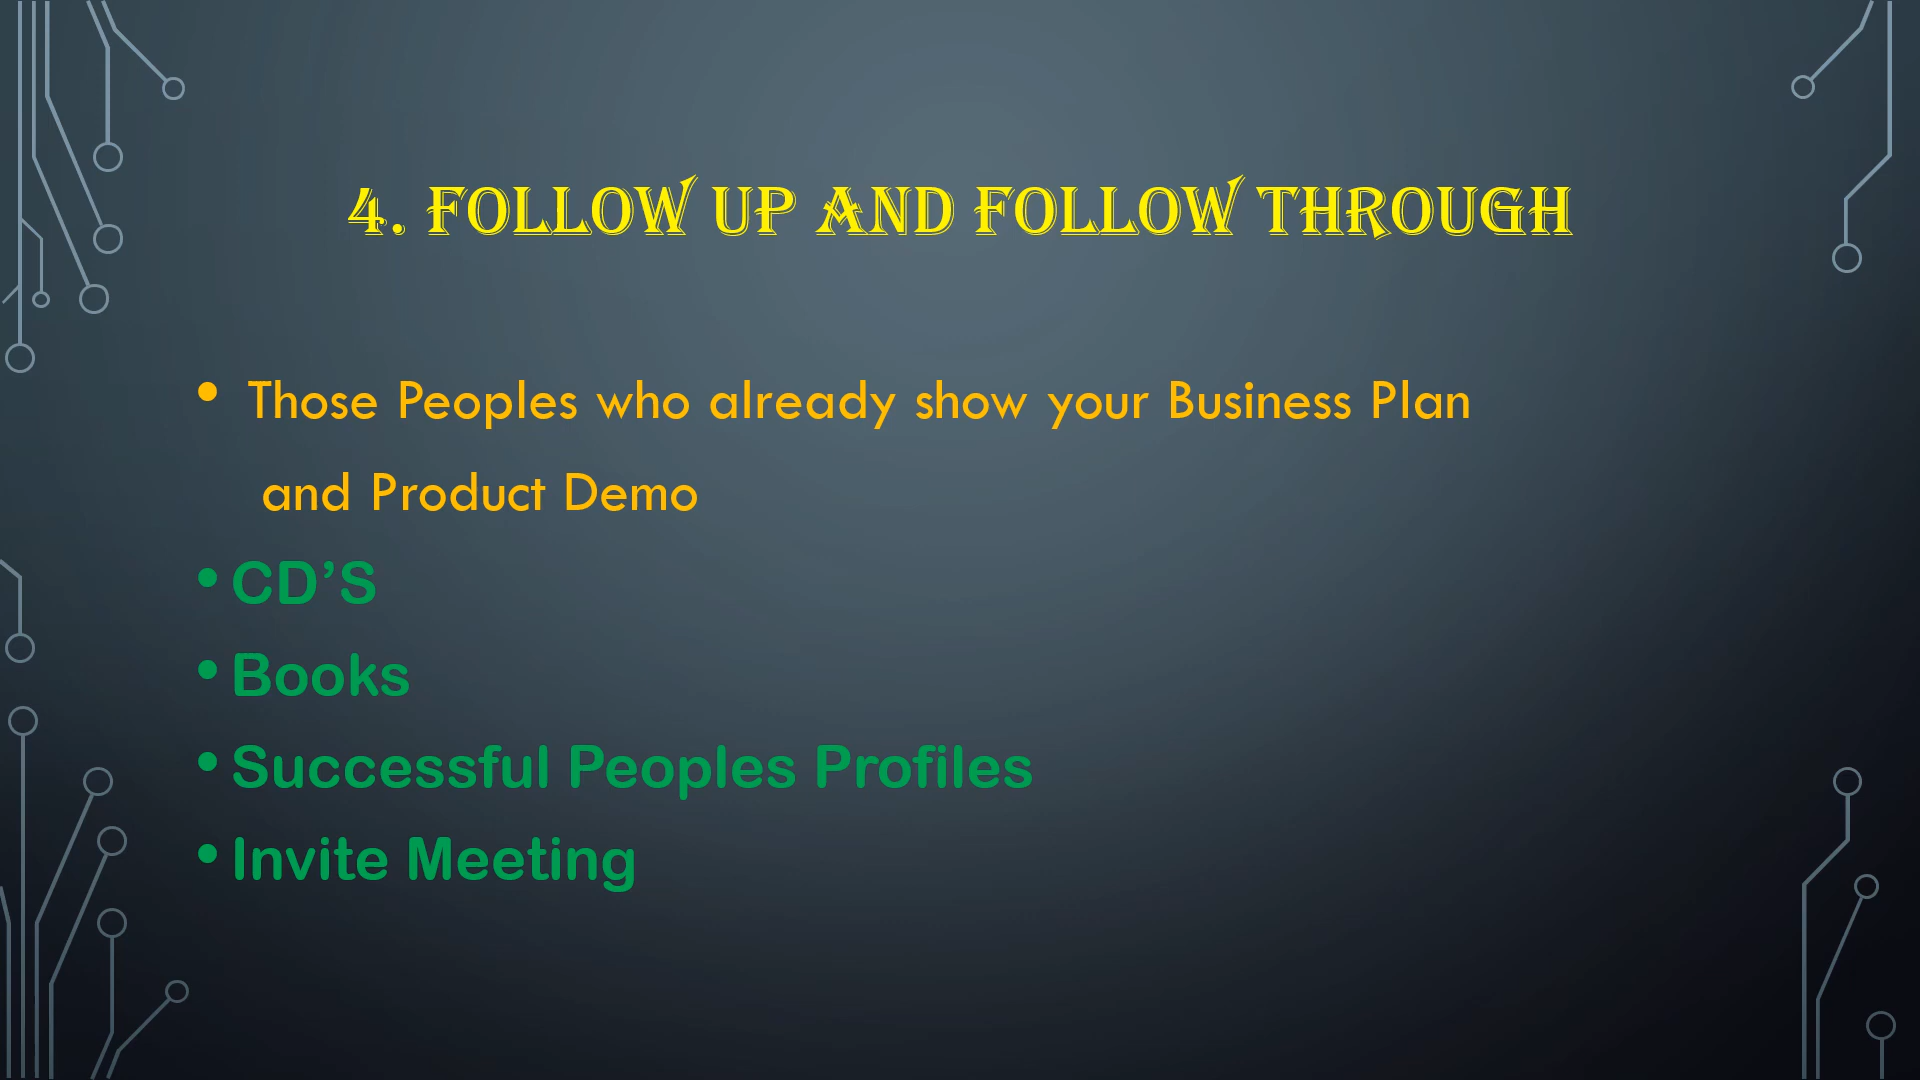 4. FOLLOW UP AND FOLLOW THROUGH
• Those Peoples who already show your Business Plan
and Product Demo
• CD’S
• Books
• Successful Peoples Profiles
• Invite Meeting